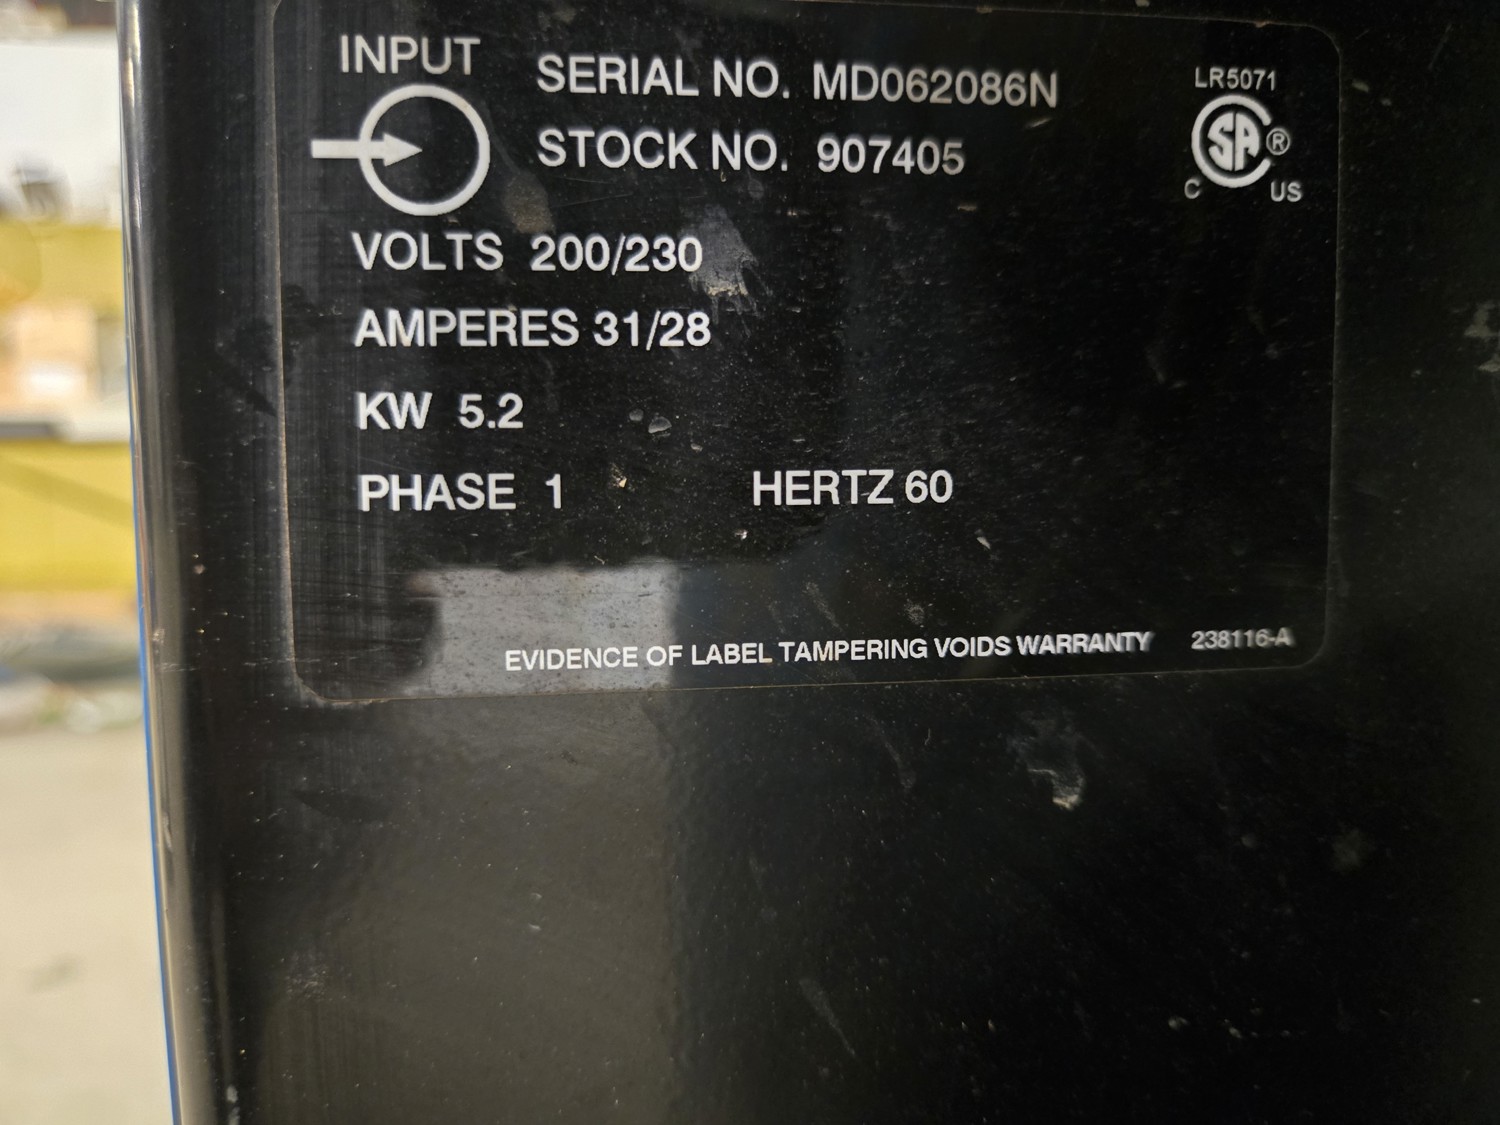 INPUT
SERIAL NO. MD062086N
STOCK NO. 907405
LR5071
SA ®
C US
VOLTS 200/230
AMPERES 31/28
KW 5.2
PHASE 1 HERTZ 60
EVIDENCE OF LABEL TAMPERING VOIDS WARRANTY 238116-A